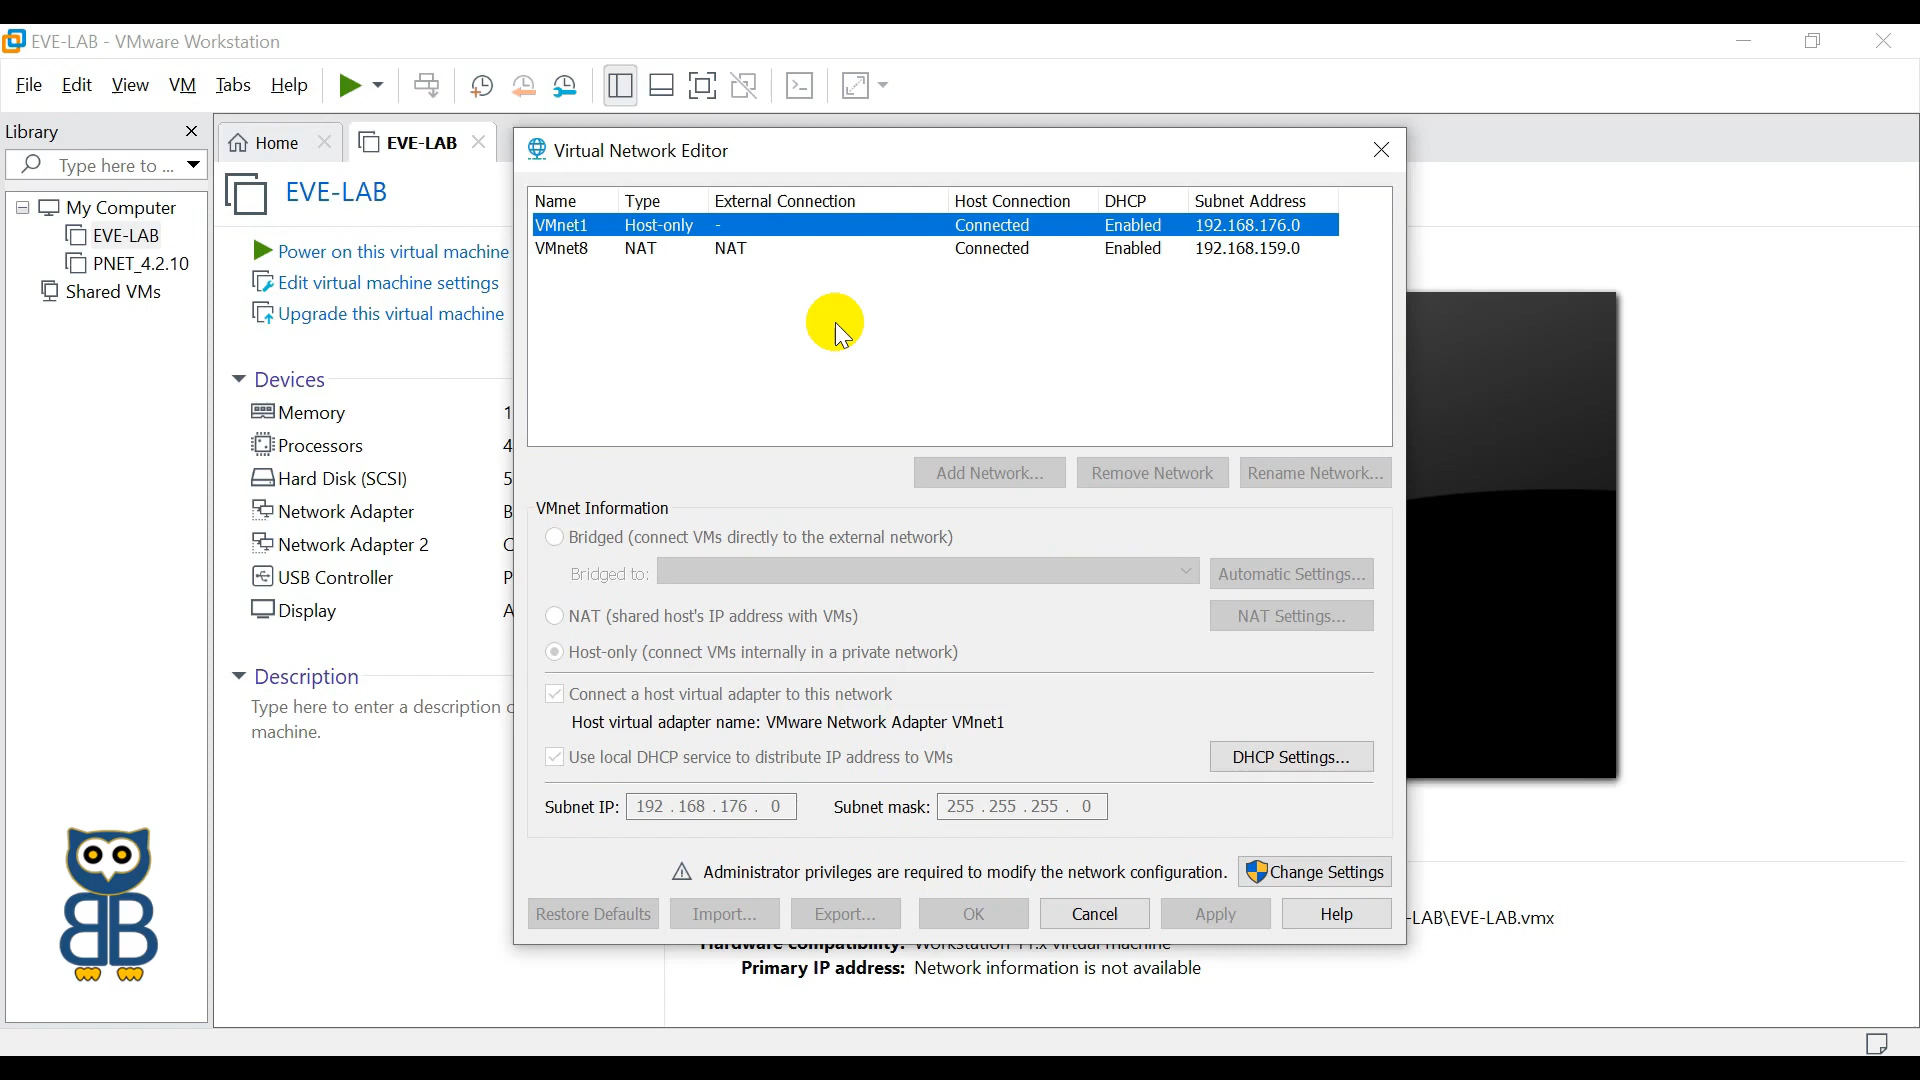 EVE-LAB - VMware Workstation
File Edit View VM Tabs Help
Library
Type here to ...
My Computer
EVE-LAB
PNET_4.2.10
Shared VMs
Home
EVE-LAB
EVE-LAB
Power on this virtual machine
Edit virtual machine settings
Upgrade this virtual machine
Devices
Memory 1
Processors 4
Hard Disk (SCSI) 5
Network Adapter B
Network Adapter 2
USB Controller P
Display A
Description
Type here to enter a description
machine.
Virtual Network Editor
Name Type External Connection Host Connection DHCP Subnet Address
VMnet1 Host-only - Connected Enabled 192.168.176.0
VMnet8 NAT NAT Connected Enabled 192.168.159.0
Add Network... Remove Network Rename Network...
VMnet Information
Bridged (connect VMs directly to the external network)
Bridged to: Automatic Settings...
NAT (shared host's IP address with VMs) NAT Settings...
Host-only (connect VMs internally in a private network)
Connect a host virtual adapter to this network
Host virtual adapter name: VMware Network Adapter VMnet1
Use local DHCP service to distribute IP address to VMs DHCP Settings...
Subnet IP: 192 . 168 . 176 . 0 Subnet mask: 255 . 255 . 255 . 0
Administrator privileges are required to modify the network configuration. Change Settings
Restore Defaults Import... Export... OK Cancel Apply Help
-LAB\EVE-LAB.vmx
Hardware compatibility: Workstation 11.x virtual machine
Primary IP address: Network information is not available
BB